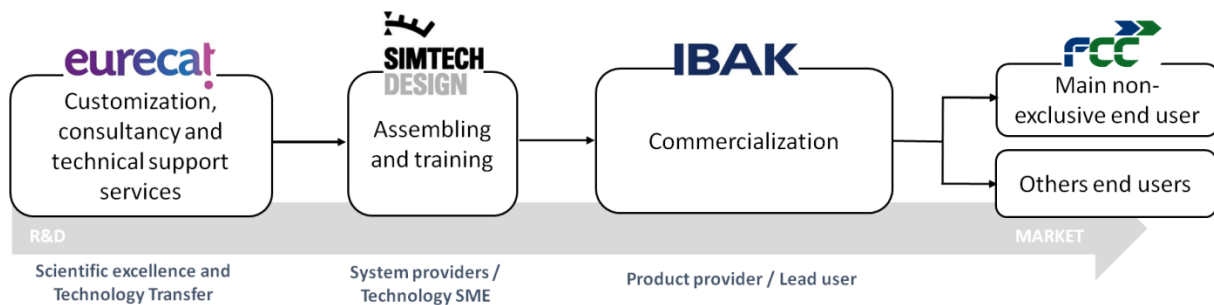 eurecat
Customization,
consultancy and
technical support
services
SIMTECH
DESIGN
Assembling
and training
IBAK
Commercialization
FCC
Main non-
exclusive end user
Others end users
R&D
MARKET
Scientific excellence and
Technology Transfer
System providers /
Technology SME
Product provider / Lead user